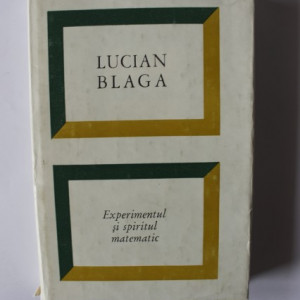 LUCIAN
BLAGA
Experimentul
și spiritul
matematic